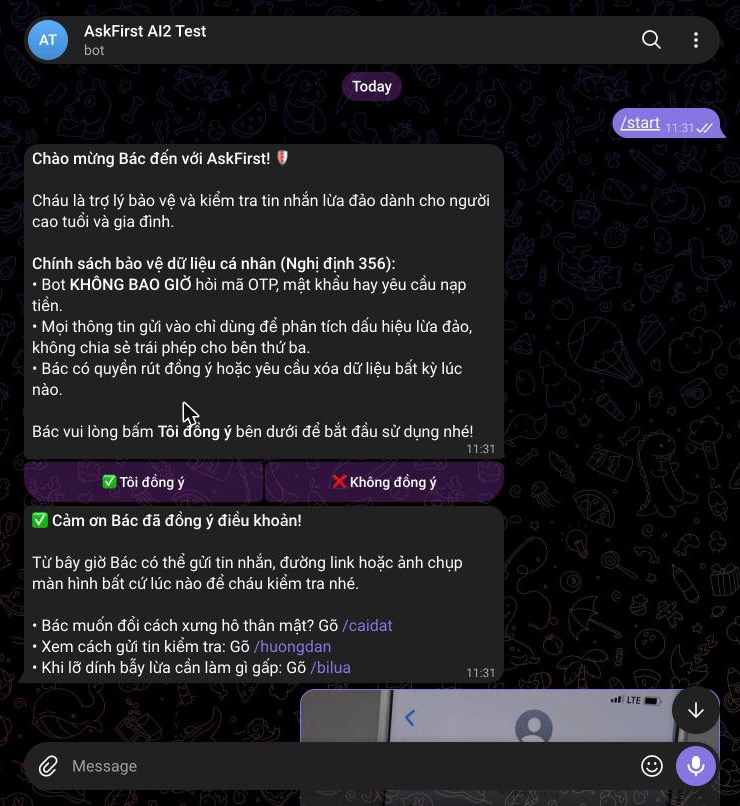 AT
AskFirst AI2 Test
bot
Today
/start 11:31
Chào mừng Bác đến với AskFirst! 🛡️
Cháu là trợ lý bảo vệ và kiểm tra tin nhắn lừa đảo dành cho người
cao tuổi và gia đình.
Chính sách bảo vệ dữ liệu cá nhân (Nghị định 356):
• Bot KHÔNG BAO GIỜ hỏi mã OTP, mật khẩu hay yêu cầu nạp
tiền.
• Mọi thông tin gửi vào chỉ dùng để phân tích dấu hiệu lừa đảo,
không chia sẻ trái phép cho bên thứ ba.
• Bác có quyền rút đồng ý hoặc yêu cầu xóa dữ liệu bất kỳ lúc
nào.
Bác vui lòng bấm Tôi đồng ý bên dưới để bắt đầu sử dụng nhé!
11:31
✅ Tôi đồng ý
❌ Không đồng ý
✅ Cảm ơn Bác đã đồng ý điều khoản!
Từ bây giờ Bác có thể gửi tin nhắn, đường link hoặc ảnh chụp
màn hình bất cứ lúc nào để cháu kiểm tra nhé.
• Bác muốn đổi cách xưng hô thân mật? Gõ /caidat
• Xem cách gửi tin kiểm tra: Gõ /huongdan
• Khi lỡ dính bẫy lừa cần làm gì gấp: Gõ /bilua
11:31
LTE
Message